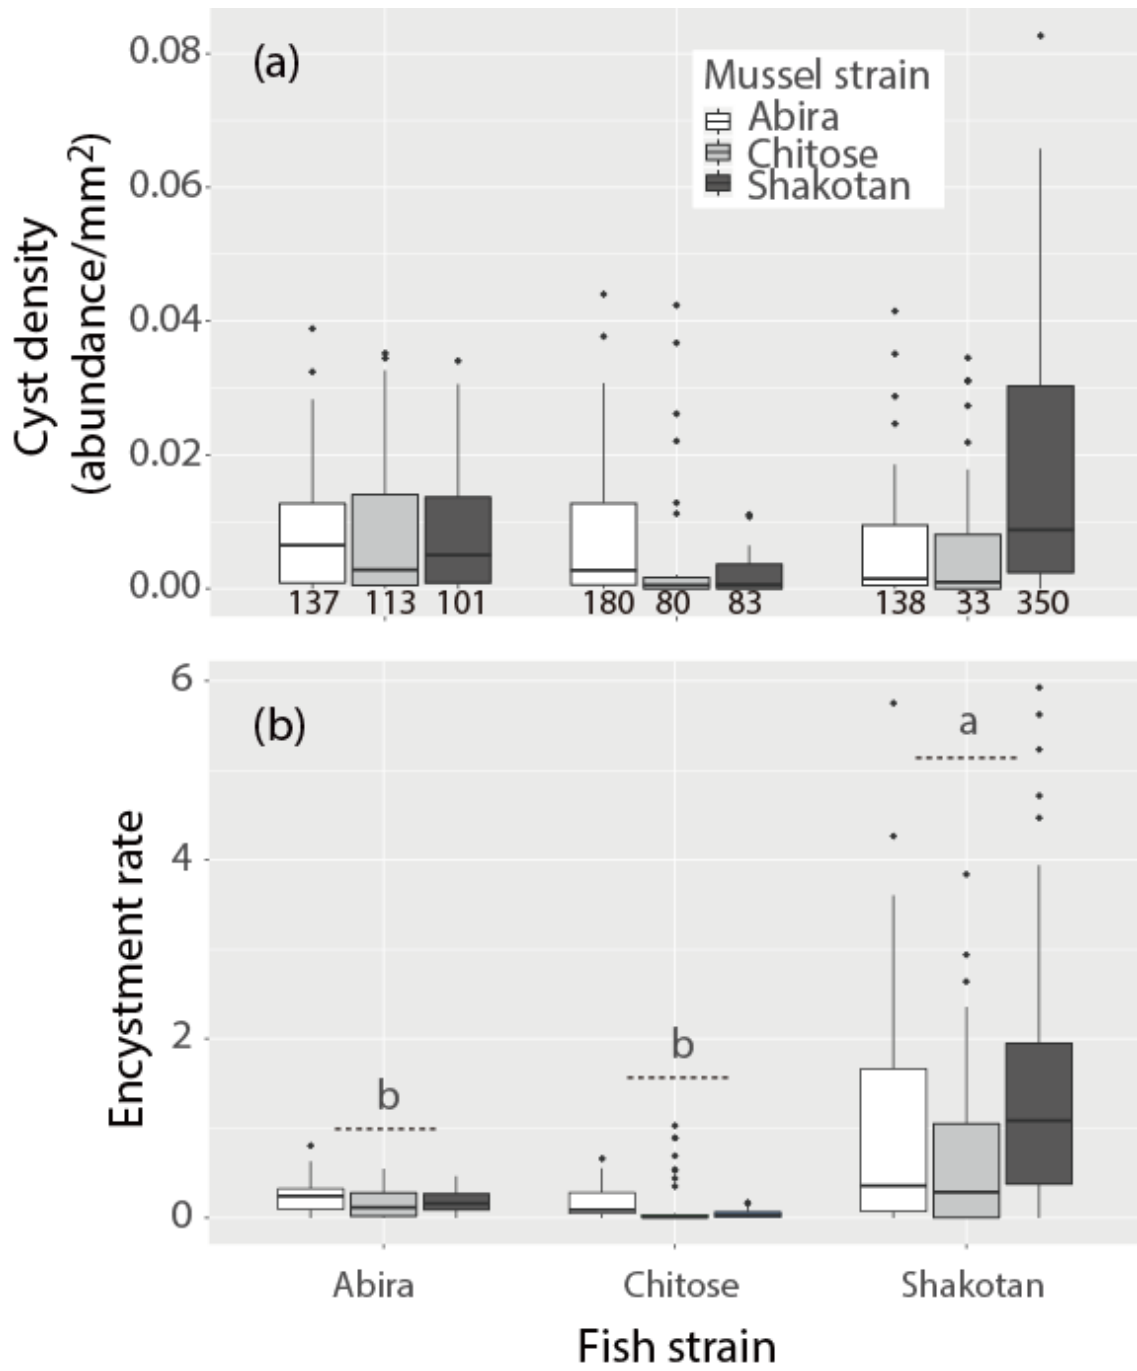 (a)
Mussel strain
Abira
Chitose
Shakotan
Cyst density
(abundance/mm²)
0.08
0.06
0.04
0.02
0.00
137 113 101 180 80 83 138 33 350
(b)
Encystment rate
6
4
2
0
b
b
a
Abira Chitose Shakotan
Fish strain